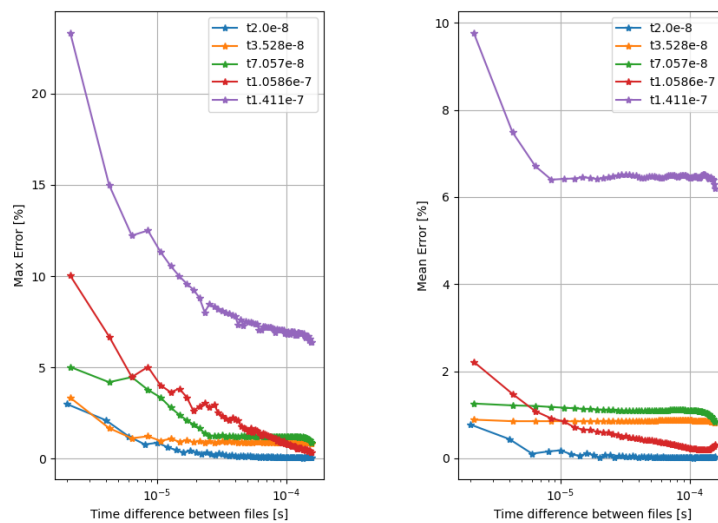 t2.0e-8
t3.528e-8
t7.057e-8
t1.0586e-7
t1.411e-7
Max Error [%]
20
15
10
5
0
10⁻⁵
10⁻⁴
Time difference between files [s]
t2.0e-8
t3.528e-8
t7.057e-8
t1.0586e-7
t1.411e-7
Mean Error [%]
10
8
6
4
2
0
10⁻⁵
10⁻⁴
Time difference between files [s]